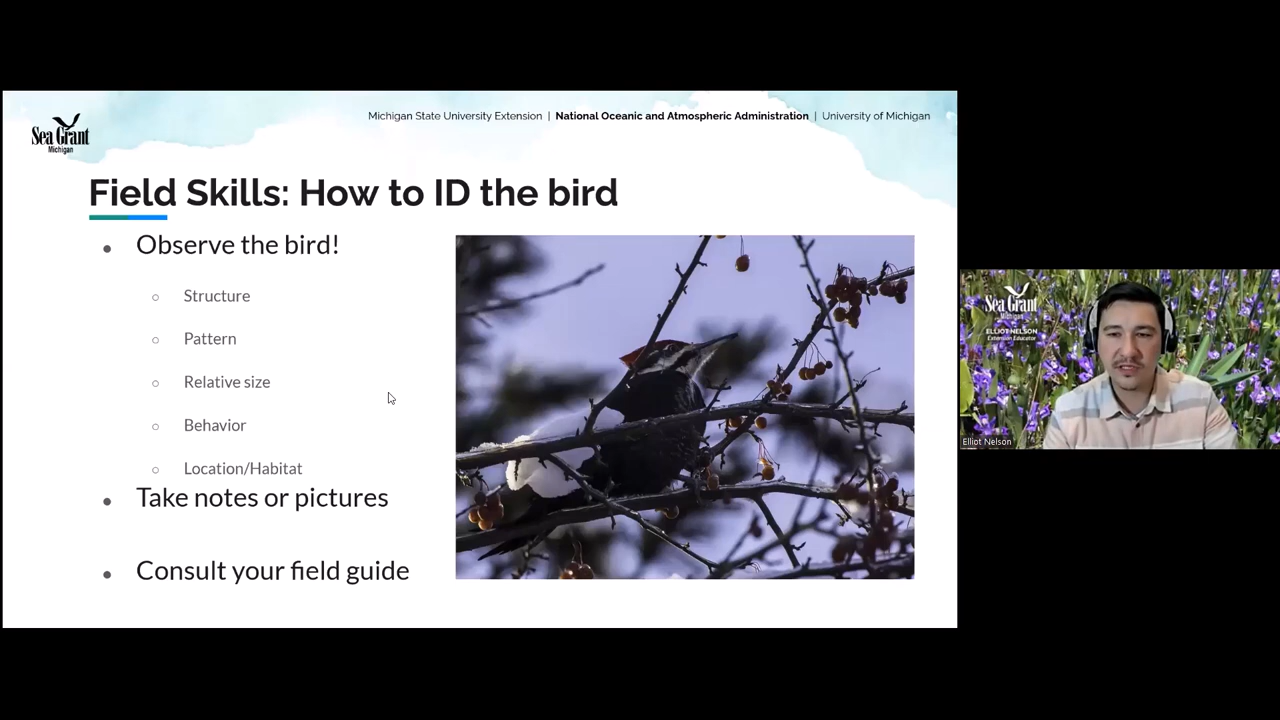 Sea Grant
Michigan
Michigan State University Extension | National Oceanic and Atmospheric Administration | University of Michigan
Field Skills: How to ID the bird
Observe the bird!
Structure
Pattern
Relative size
Behavior
Location/Habitat
Take notes or pictures
Consult your field guide
Sea Grant
Michigan
ELLIOT NELSON
Extension Educator
Elliot Nelson